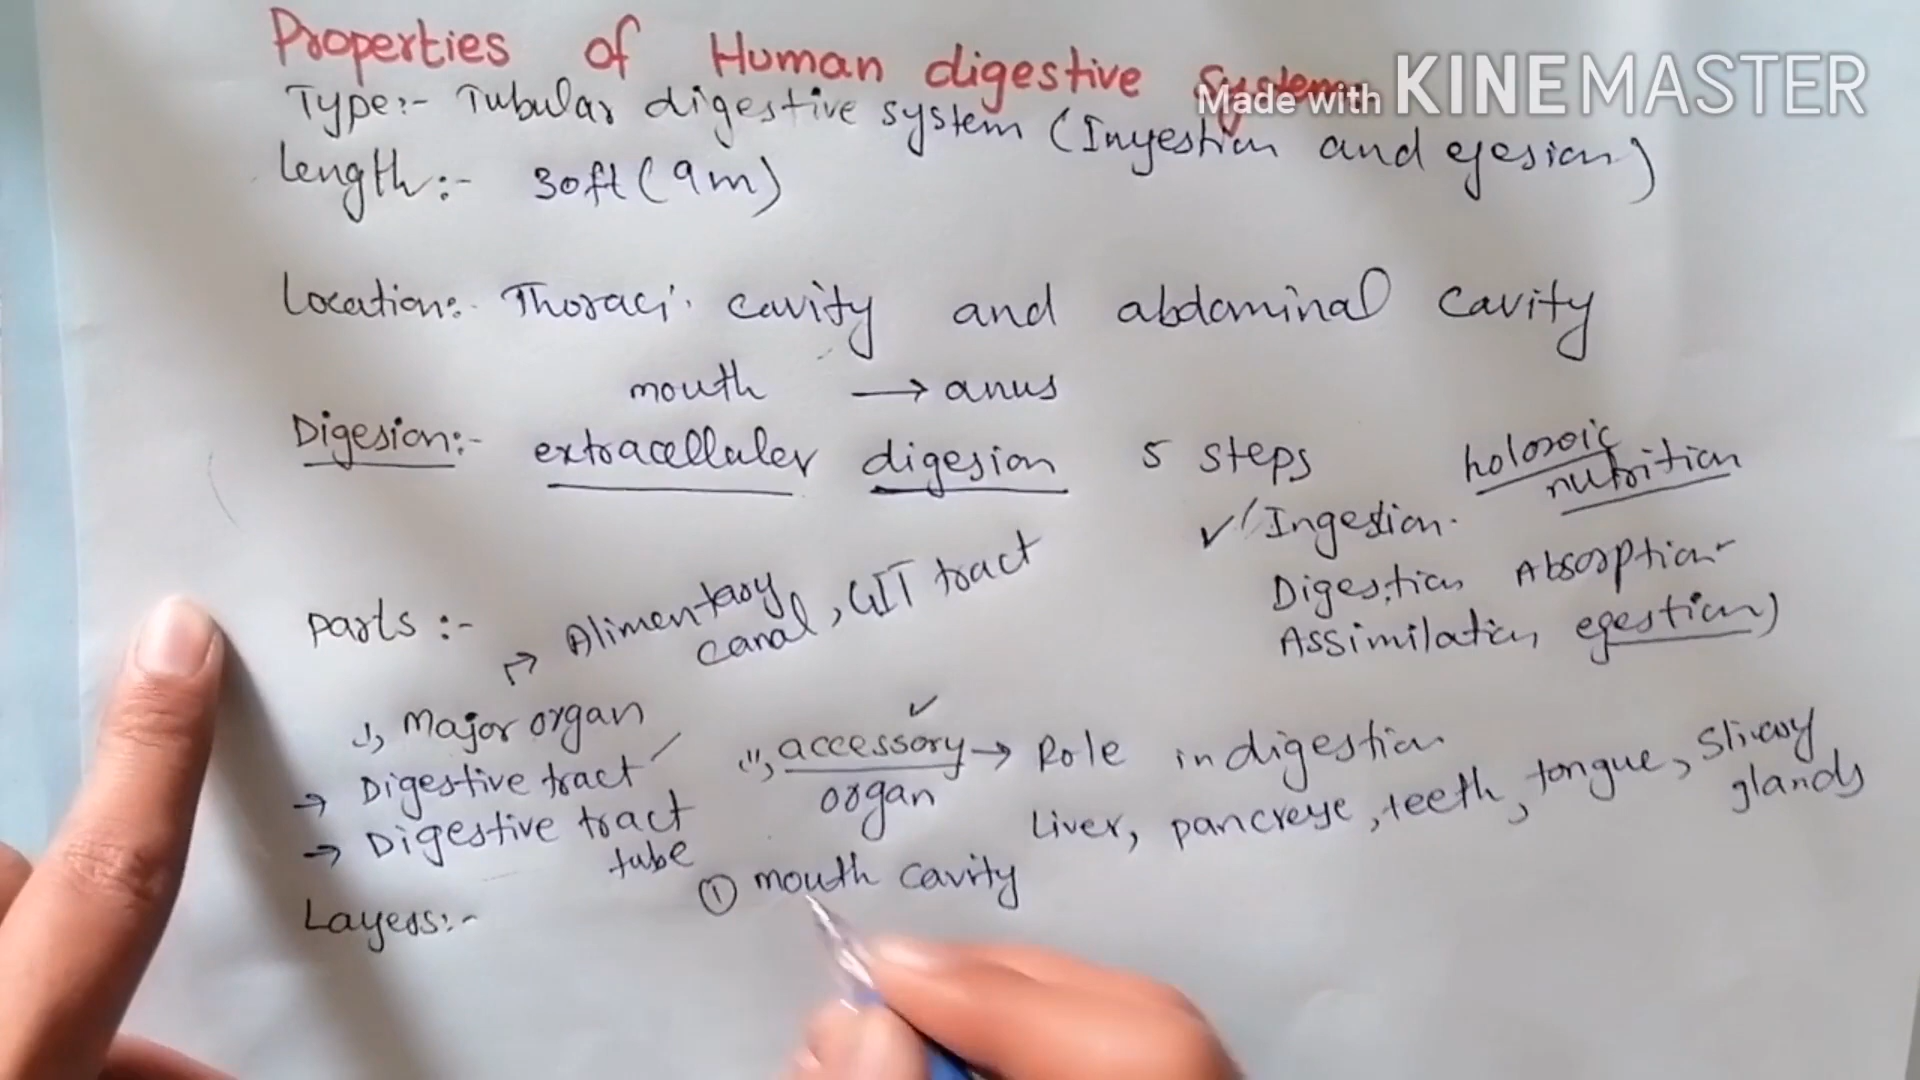 Properties of Human digestive system
Made with KINEMASTER
Type:- Tubular digestive system (Ingestion and egesion)
Length:- 30ft (9m)
Location:- Thoraci. cavity and abdominal cavity
mouth → anus
Digesion:- extracelluler digesion
5 steps
holozoic nutrition
✓(Ingestion.
Digestion Absorption-
Assimilation, egestion)
Parts :-
→ Alimentary canal, GIT tract
i, Major organ
→ Digestive tract
→ Digestive tract tube
ii, accessory organ → Role in digestion
Liver, pancreye, teeth, tongue, Slivary glands
Layers:-
① mouth cavity